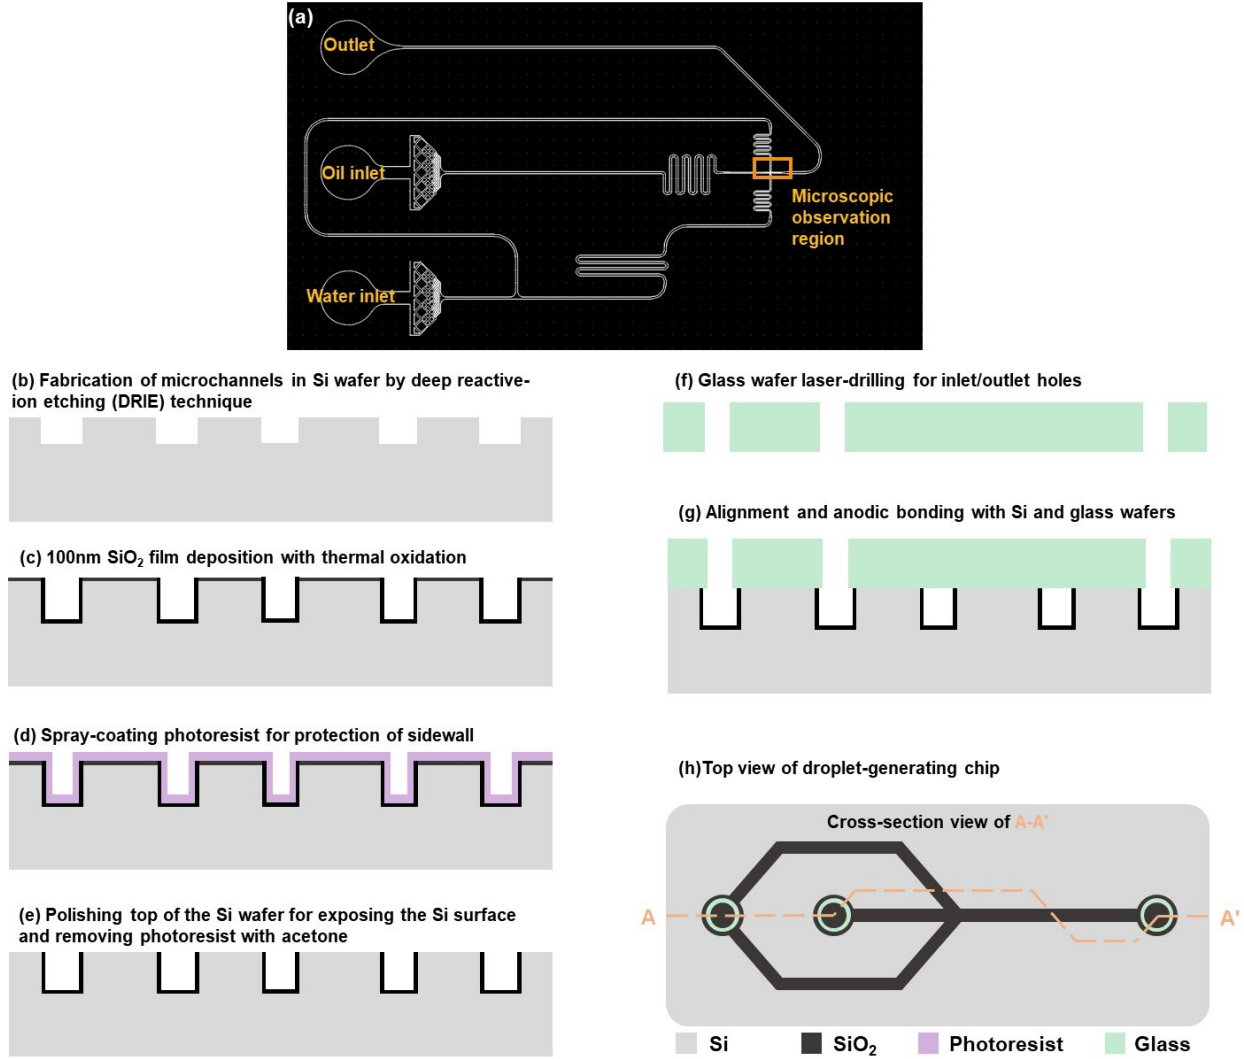 (a)
Outlet
Oil inlet
Microscopic
observation
region
Water inlet
(b) Fabrication of microchannels in Si wafer by deep reactive-
ion etching (DRIE) technique
(c) 100nm SiO₂ film deposition with thermal oxidation
(d) Spray-coating photoresist for protection of sidewall
(e) Polishing top of the Si wafer for exposing the Si surface
and removing photoresist with acetone
(f) Glass wafer laser-drilling for inlet/outlet holes
(g) Alignment and anodic bonding with Si and glass wafers
(h)Top view of droplet-generating chip
Cross-section view of A-A'
A
A'
Si
SiO₂
Photoresist
Glass